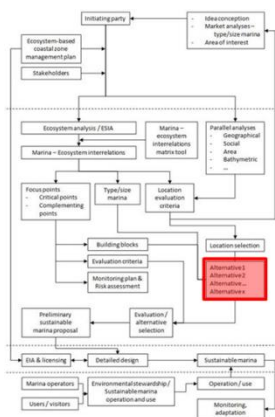 Initiating party
- Idea conception
- Market analyses –
type/size marina
- Area of interest
Ecosystem-based
coastal zone
management plan
Stakeholders
Ecosystem analysis / ESIA
Marina –
ecosystem
interrelations
matrix tool
Parallel analyses
- Geographical
- Social
- Area
- Bathymetric
- ...
Marina – Ecosystem interrelations
Focus points
- Critical points
- Complementing
points
Type/size
marina
Location
evaluation
criteria
Building blocks
Evaluation criteria
Monitoring plan &
Risk assessment
Location selection
Alternative 1
Alternative 2
Alternative ...
Alternative x
Preliminary
sustainable
marina proposal
Evaluation /
alternative
selection
EIA & licensing
Detailed design
Sustainable marina
Marina operators
Users / visitors
Environmental stewardship /
Sustainable marina
operation and use
Operation / use
Monitoring,
adaptation